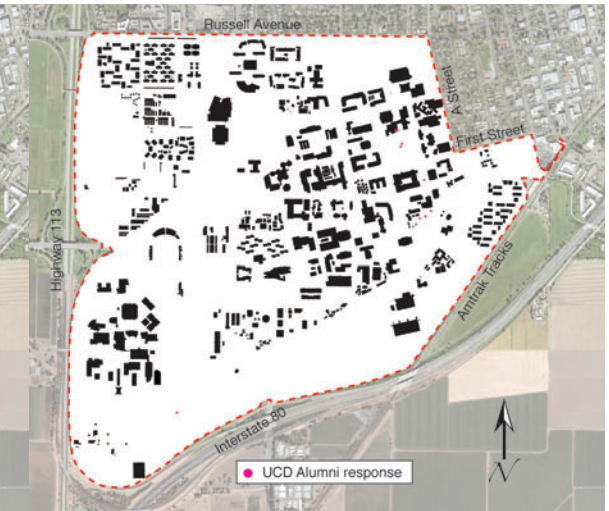 Russell Avenue
A Street
First Street
Highway 113
Amtrak Tracks
Interstate 80
N
UCD Alumni response